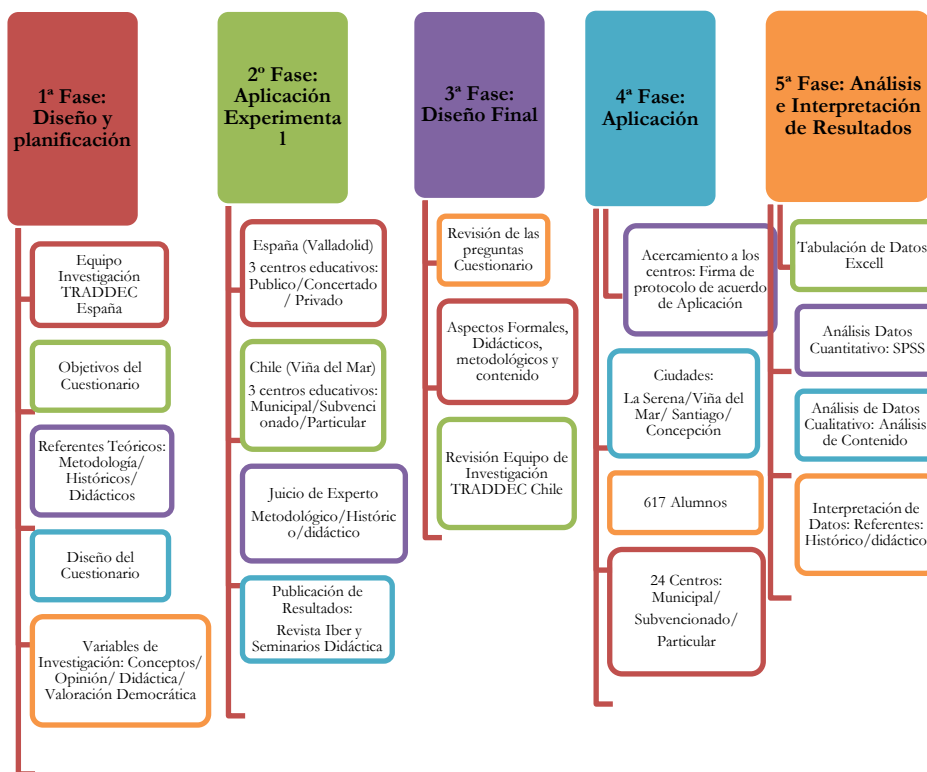 1ª Fase:
Diseño y
planificación
Equipo
Investigación
TRADDEC
España
Objetivos del
Cuestionario
Referentes Teóricos:
Metodología/
Históricos/
Didácticos
Diseño del
Cuestionario
Variables de
Investigación: Conceptos/
Opinión/ Didáctica/
Valoración Democrática
2º Fase:
Aplicación
Experimenta
l
España (Valladolid)
3 centros educativos:
Publico/Concertado
/ Privado
Chile (Viña del Mar)
3 centros educativos:
Municipal/Subvenci
onado/Particular
Juicio de Experto
Metodológico/Históric
o/didáctico
Publicación de
Resultados:
Revista Iber y
Seminarios Didáctica
3ª Fase:
Diseño Final
Revisión de las
preguntas
Cuestionario
Aspectos Formales,
Didácticos,
metodológicos y
contenido
Revisión Equipo de
Investigación
TRADDEC Chile
4ª Fase:
Aplicación
Acercamiento a los
centros: Firma de
protocolo de acuerdo
de Aplicación
Ciudades:
La Serena/Viña del
Mar/ Santiago/
Concepción
617 Alumnos
24 Centros:
Municipal/
Subvencionado/
Particular
5ª Fase: Análisis
e Interpretación
de Resultados
Tabulación de Datos:
Excell
Análisis Datos
Cuantitativo: SPSS
Análisis de Datos
Cualitativo: Análisis
de Contenido
Interpretación de
Datos: Referentes:
Histórico/didáctico